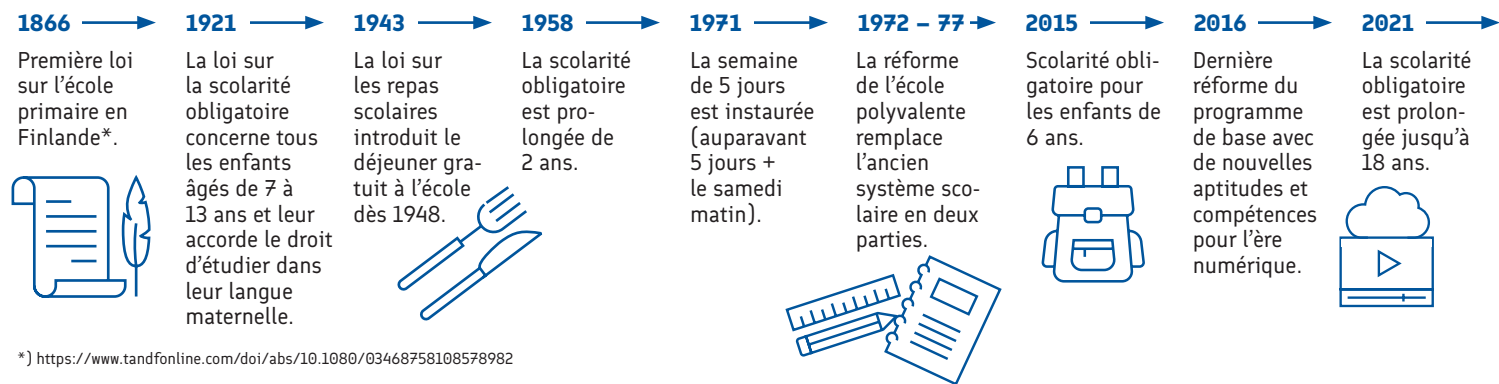 1866
Première loi
sur l'école
primaire en
Finlande*.
1921
La loi sur
la scolarité
obligatoire
concerne tous
les enfants
âgés de 7 à
13 ans et leur
accorde le droit
d'étudier dans
leur langue
maternelle.
1943
La loi sur
les repas
scolaires
introduit le
déjeuner gra-
tuit à l'école
dès 1948.
1958
La scolarité
obligatoire
est pro-
longée de
2 ans.
1971
La semaine
de 5 jours
est instaurée
(auparavant
5 jours +
le samedi
matin).
1972 – 77
La réforme
de l'école
polyvalente
remplace
l'ancien
système sco-
laire en deux
parties.
2015
Scolarité obli-
gatoire pour
les enfants de
6 ans.
2016
Dernière
réforme du
programme
de base avec
de nouvelles
aptitudes et
compétences
pour l'ère
numérique.
2021
La scolarité
obligatoire
est prolon-
gée jusqu'à
18 ans.
*) https://www.tandfonline.com/doi/abs/10.1080/03468758108578982